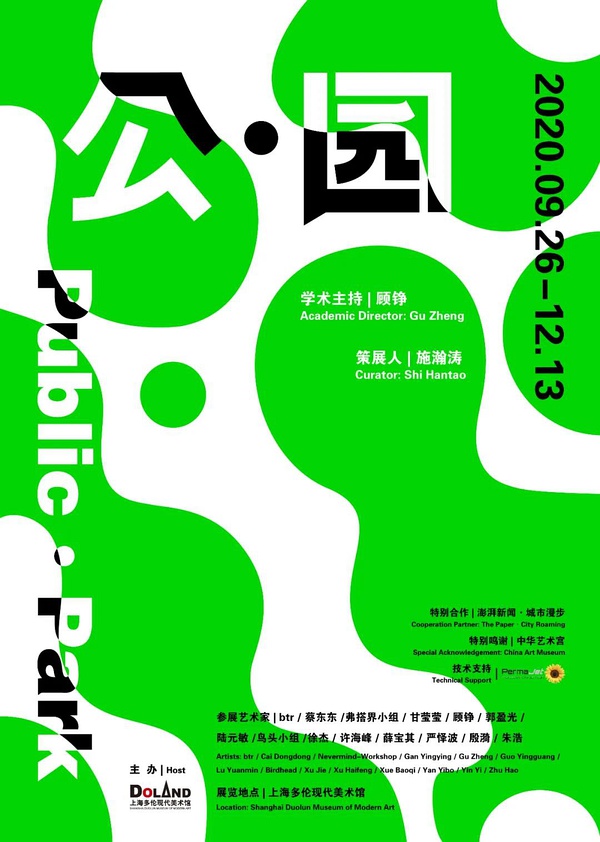 公·园
2020.09.26-12.13
Public · Park
学术主持 | 顾铮
Academic Director: Gu Zheng
策展人 | 施瀚涛
Curator: Shi Hantao
特别合作 | 澎湃新闻 · 城市漫步
Cooperation Partner: The Paper · City Roaming
特别鸣谢 | 中华艺术宫
Special Acknowledgement: China Art Museum
技术支持 | PermaJet
Technical Support
参展艺术家 | btr / 蔡东东 /弗搭界小组 / 甘莹莹 / 顾铮 / 郭盈光 /
陆元敏 /鸟头小组 /徐杰 / 许海峰 / 薛宝其 / 严怿波 / 殷漪 / 朱浩
Artists: btr / Cai Dongdong / Nevermind-Workshop / Gan Yingying / Gu Zheng / Guo Yingguang /
Lu Yuanmin / Birdhead / Xu Jie / Xu Haifeng / Xue Baoqi / Yan Yibo / Yin Yi / Zhu Hao
主 办 | Host
DOLAND
上海多伦现代美术馆
展览地点 | 上海多伦现代美术馆
Location: Shanghai Duolun Museum of Modern Art